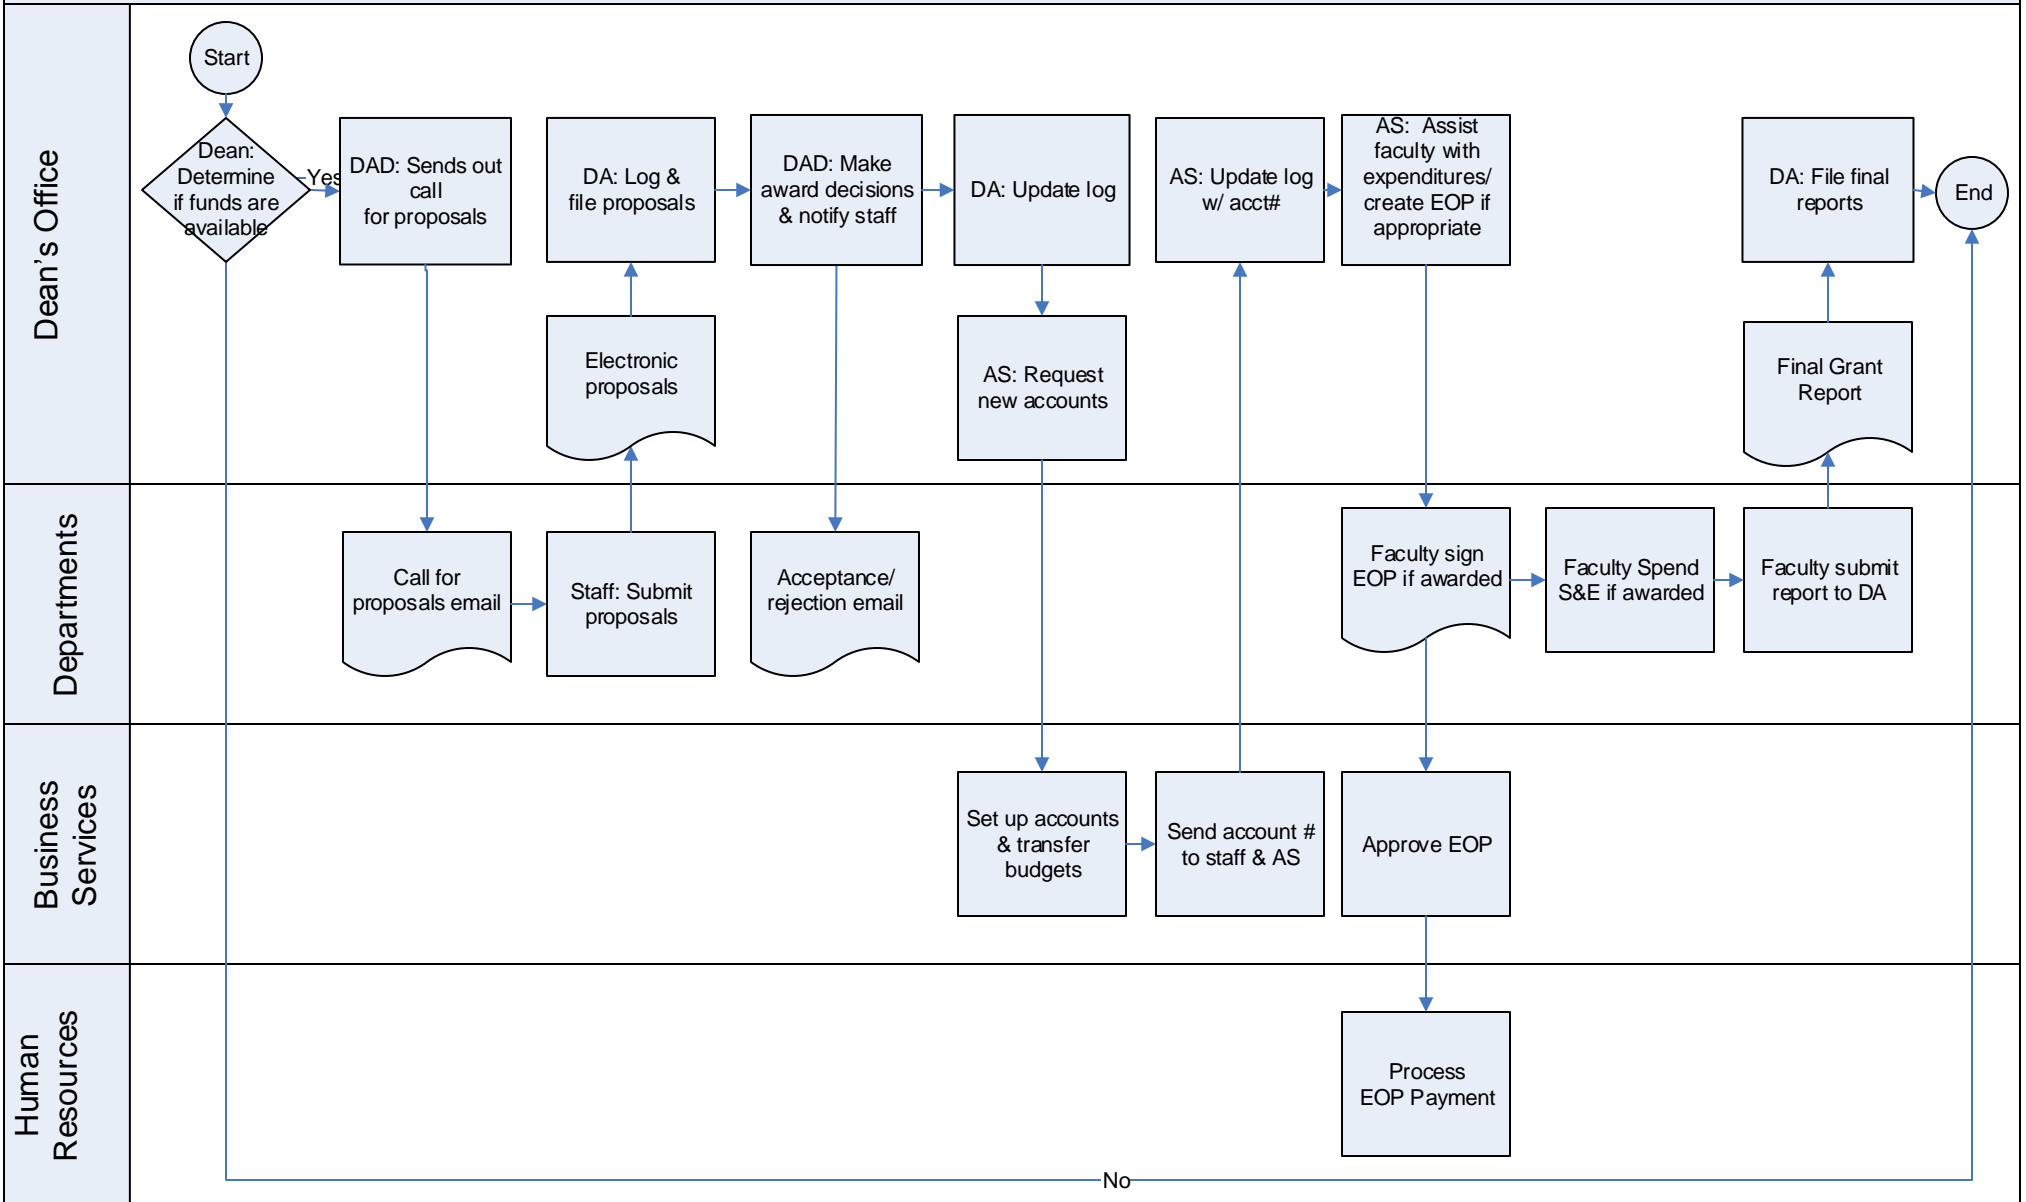 Dean's Office
Start
Dean:
Determine
if funds are
available
Yes
DAD: Sends out
call
for proposals
DA: Log &
file proposals
DAD: Make
award decisions
& notify staff
DA: Update log
AS: Update log
w/ acct#
AS:  Assist
faculty with
expenditures/
create EOP if
appropriate
DA: File final
reports
End
Electronic
proposals
AS: Request
new accounts
Final Grant
Report
Departments
Call for
proposals email
Staff: Submit
proposals
Acceptance/
rejection email
Faculty sign
EOP if awarded
Faculty Spend
S&E if awarded
Faculty submit
report to DA
Business
Services
Set up accounts
& transfer
budgets
Send account #
to staff & AS
Approve EOP
Human
Resources
Process
EOP Payment
No